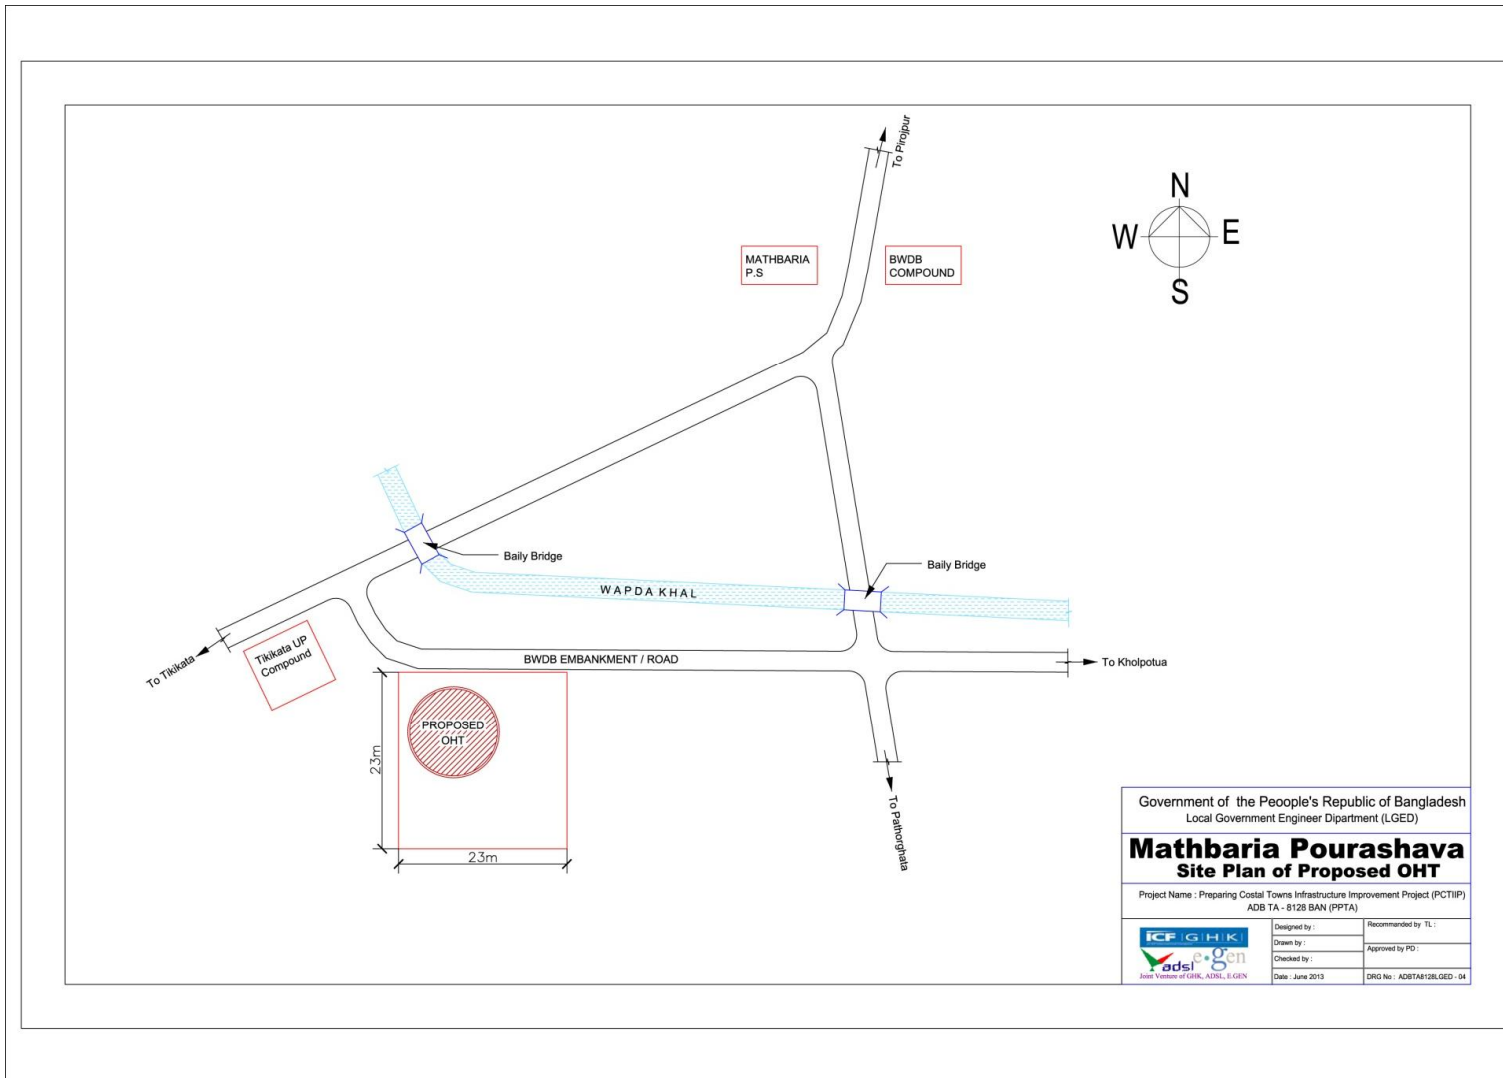 To Pirojpur
N
W
E
S
MATHBARIA
P.S
BWDB
COMPOUND
Baily Bridge
Baily Bridge
WAPDA KHAL
To Tikikata
Tikikata UP
Compound
BWDB EMBANKMENT / ROAD
To Kholpotua
PROPOSED
OHT
23m
23m
To Pathorghata
Government of the Peoople's Republic of Bangladesh
Local Government Engineer Dipartment (LGED)
Mathbaria Pourashava
Site Plan of Proposed OHT
Project Name : Preparing Costal Towns Infrastructure Improvement Project (PCTIIP)
ADB TA - 8128 BAN (PPTA)
ICF GHK
adsl
e.gen
Joint Venture of GHK, ADSL, E.GEN
Designed by :
Drawn by :
Checked by :
Date : June 2013
Recommanded by TL :
Approved by PD :
DRG No : ADBTA8128LGED - 04